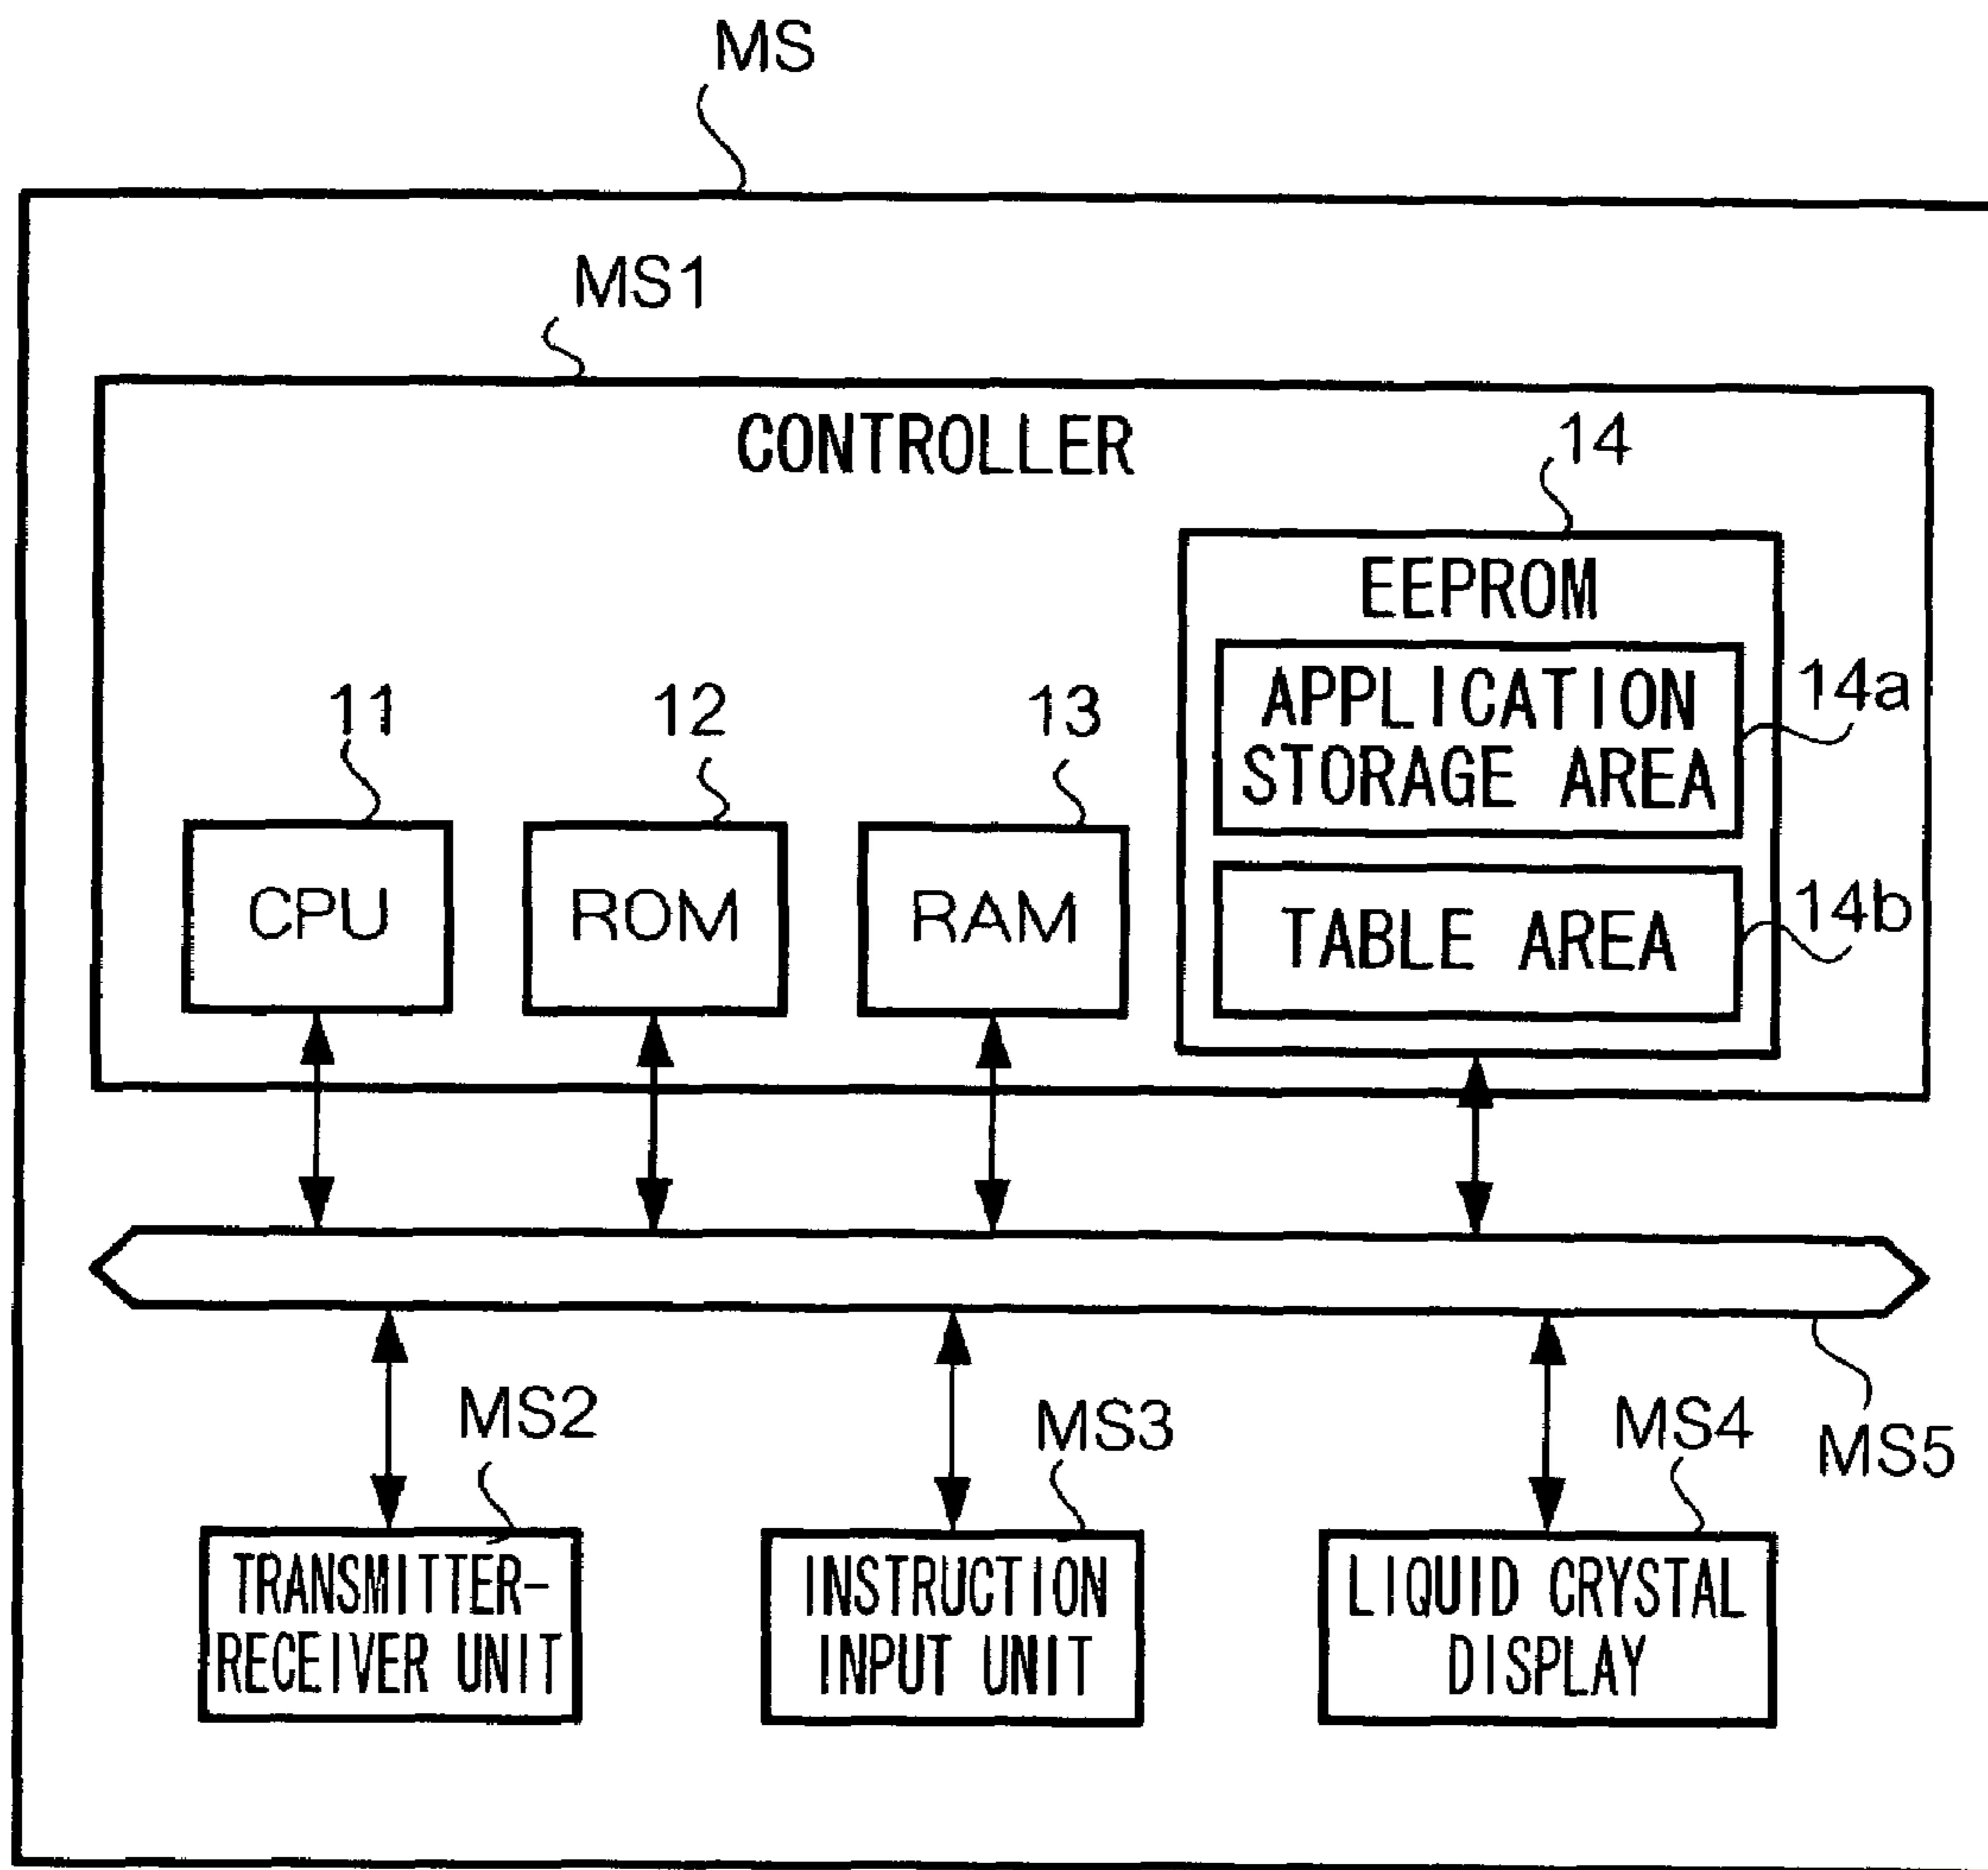 MS
MS1
CONTROLLER
14
EEPROM
APPLICATION
STORAGE AREA
14a
11
12
13
CPU
ROM
RAM
TABLE AREA
14b
MS2
MS3
MS4
MS5
TRANSMITTER-
RECEIVER UNIT
INSTRUCTION
INPUT UNIT
LIQUID CRYSTAL
DISPLAY